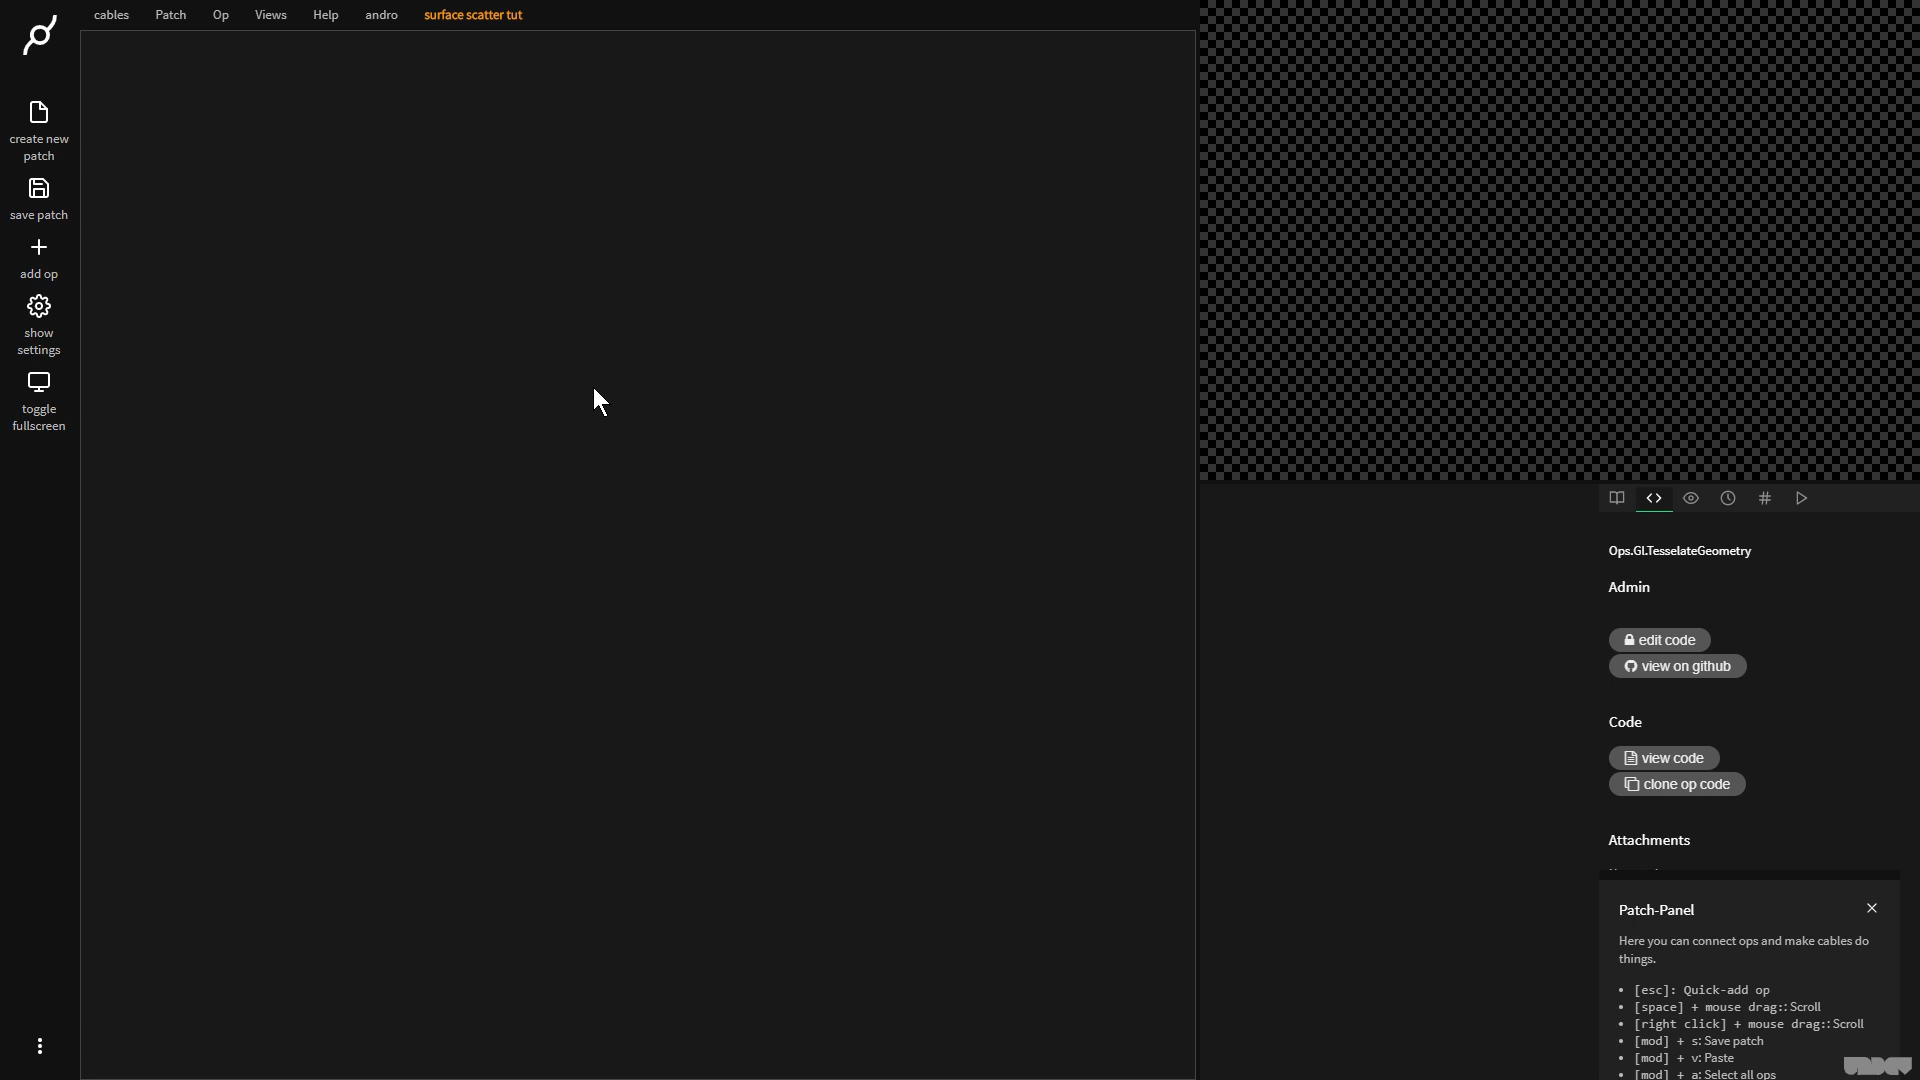 cables Patch Op Views Help andro surface scatter tut
create new
patch
save patch
add op
show
settings
toggle
fullscreen
Ops.Gl.TesselateGeometry
Admin
edit code
view on github
Code
view code
clone op code
Attachments
Patch-Panel
Here you can connect ops and make cables do
things.
[esc]: Quick-add op
[space] + mouse drag::Scroll
[right click] + mouse drag::Scroll
[mod] + s: Save patch
[mod] + v: Paste
[mod] + a: Select all ops